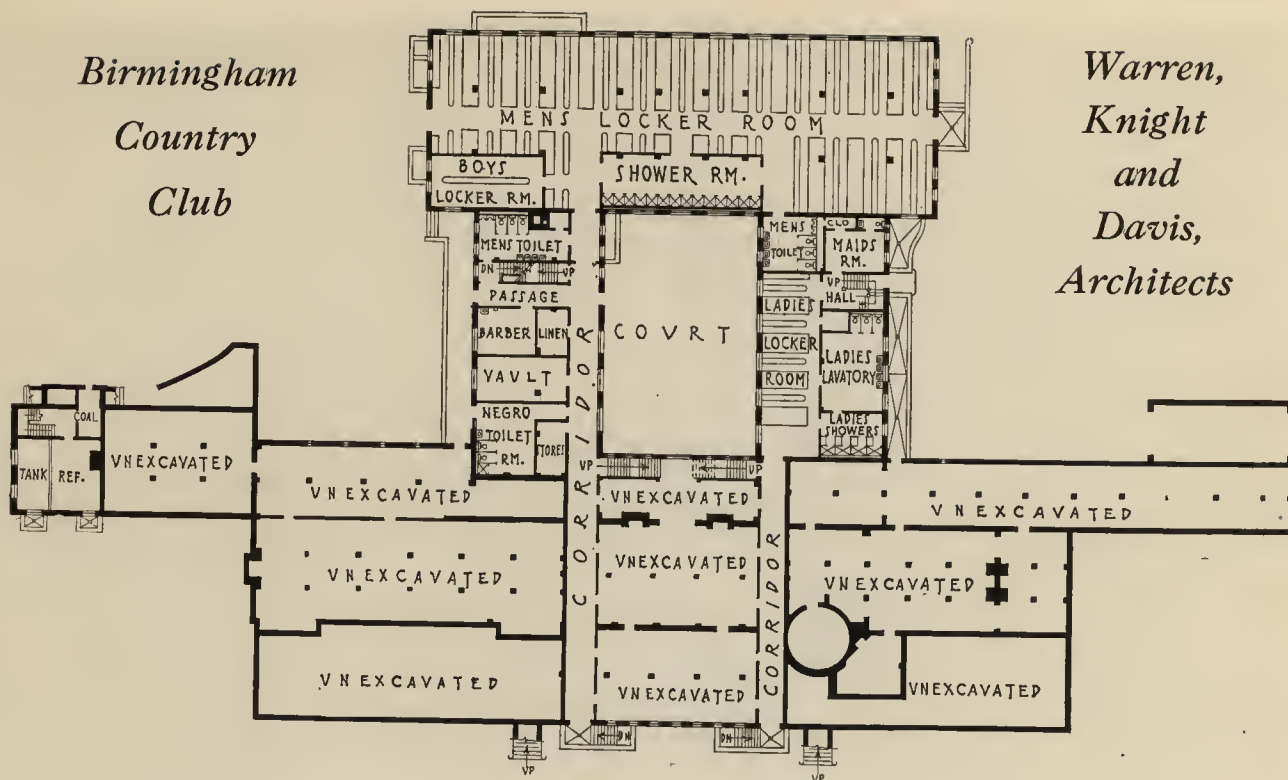 Birmingham
Country
Club
Warren,
Knight
and
Davis,
Architects
MENS LOCKER ROOM
BOYS
LOCKER RM.
SHOWER RM.
MENS TOILET
DN
VP
PASSAGE
BARBER
LINEN
VAVLT
NEGRO
TOILET
RM.
STORES
CORRIDOR
COVRT
MENS
TOILET
CLO
MAIDS
RM.
VP
HALL
LADIES
LOCKER
ROOM
LADIES
LAVATORY
LADIES
SHOWERS
COAL
TANK
REF.
VNEXCAVATED
VNEXCAVATED
VP
VP
VNEXCAVATED
VNEXCAVATED
VNEXCAVATED
VNEXCAVATED
CORRIDOR
VNEXCAVATED
VNEXCAVATED
VNEXCAVATED
VNEXCAVATED
DN
DN
VP
VP